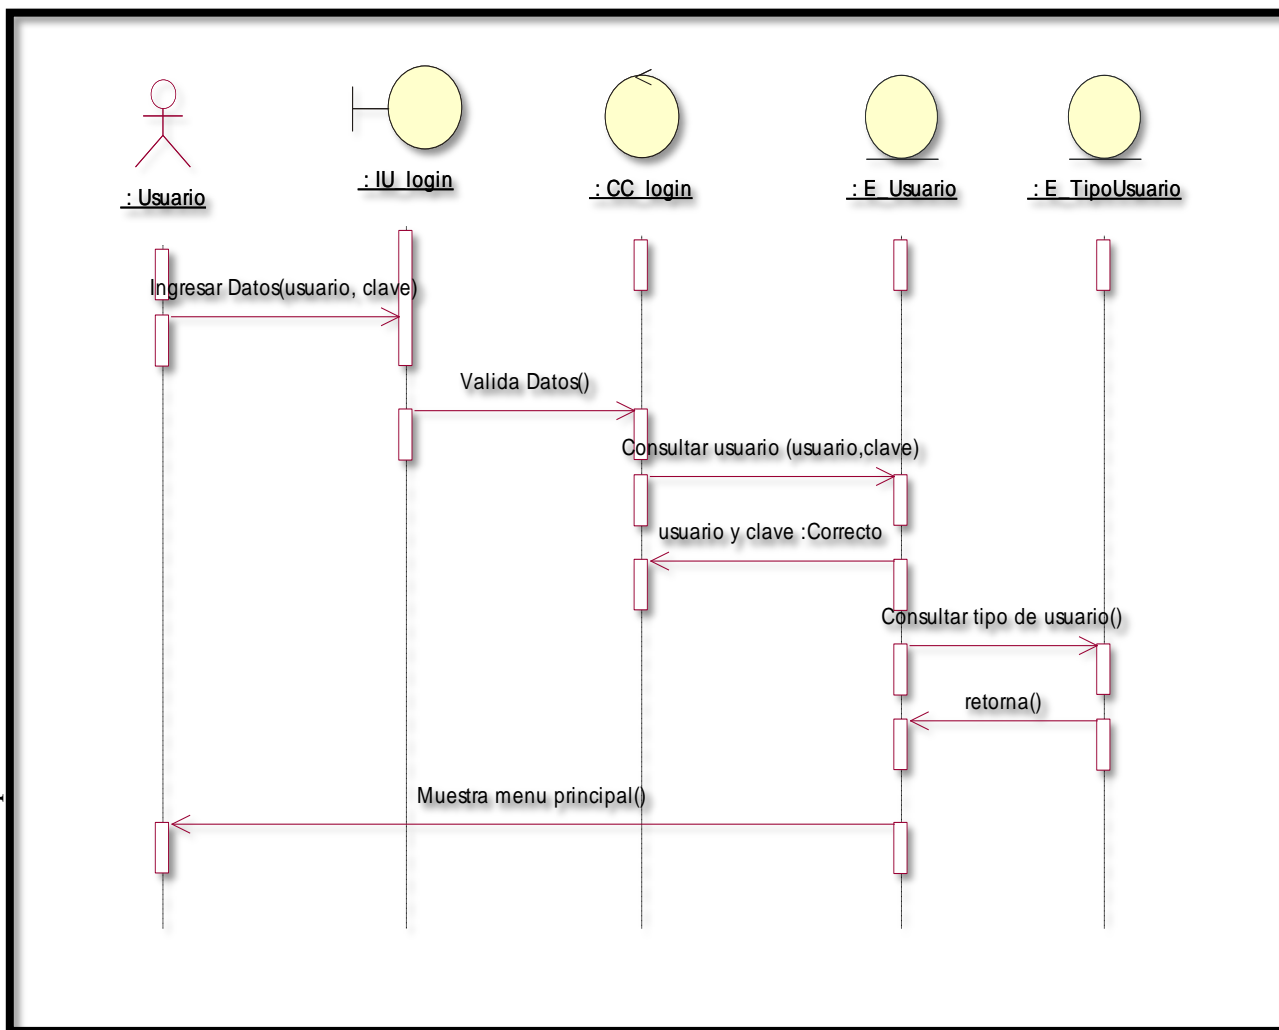 : Usuario
: IU_login
: CC_login
: E_Usuario
: E_TipoUsuario
Ingresar Datos(usuario, clave)
Valida Datos()
Consultar usuario (usuario,clave)
usuario y clave :Correcto
Consultar tipo de usuario()
retorna()
Muestra menu principal()